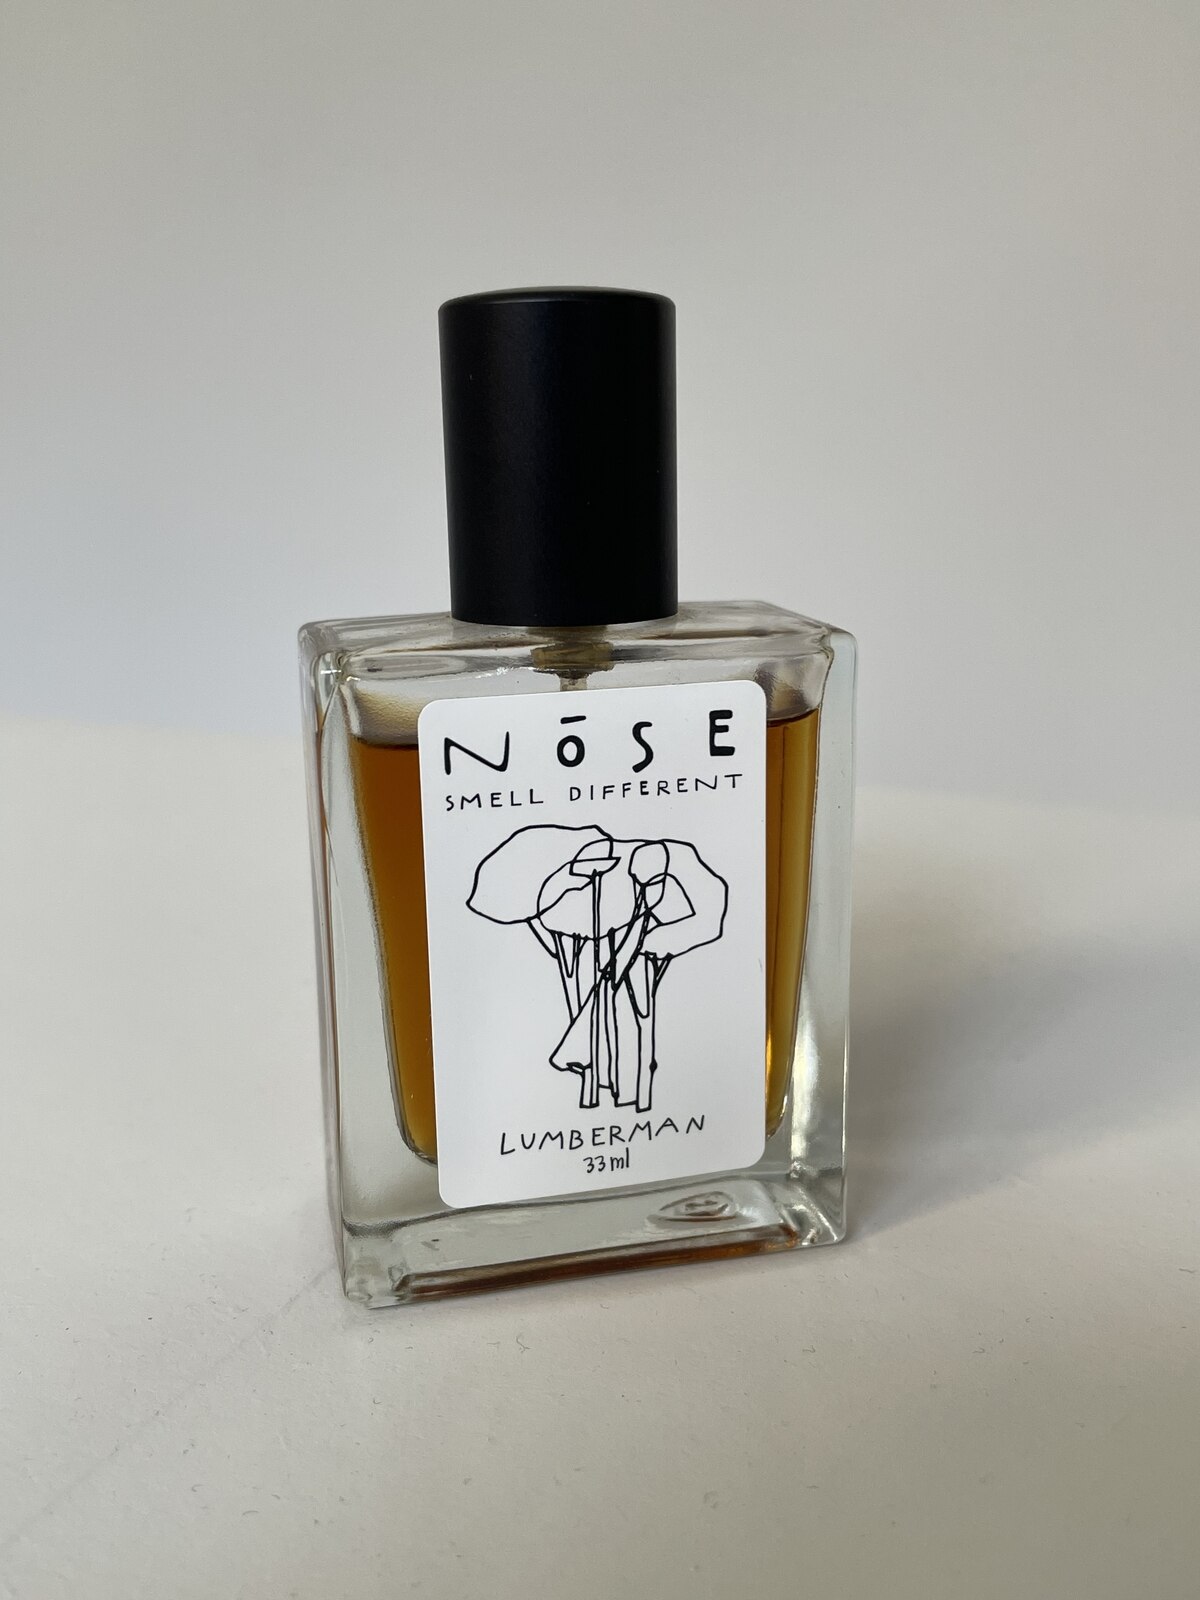 NōSE
SMELL DIFFERENT
LUMBERMAN
33ml